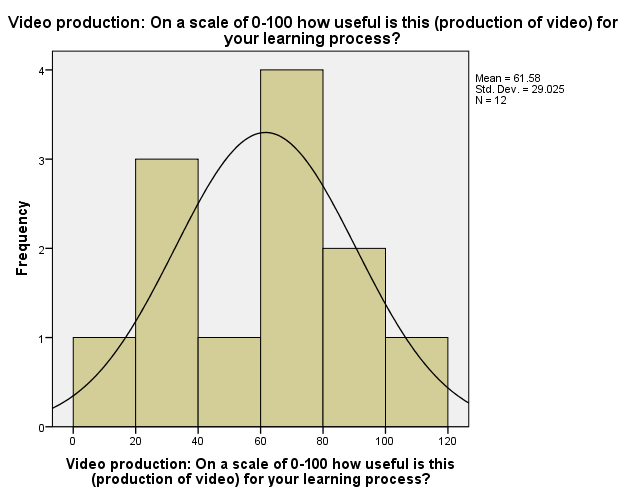 Video production: On a scale of 0-100 how useful is this (production of video) for
your learning process?
Mean = 61.58
Std. Dev. = 29.025
N = 12
Frequency
4
3
2
1
0
0 20 40 60 80 100 120
Video production: On a scale of 0-100 how useful is this
(production of video) for your learning process?